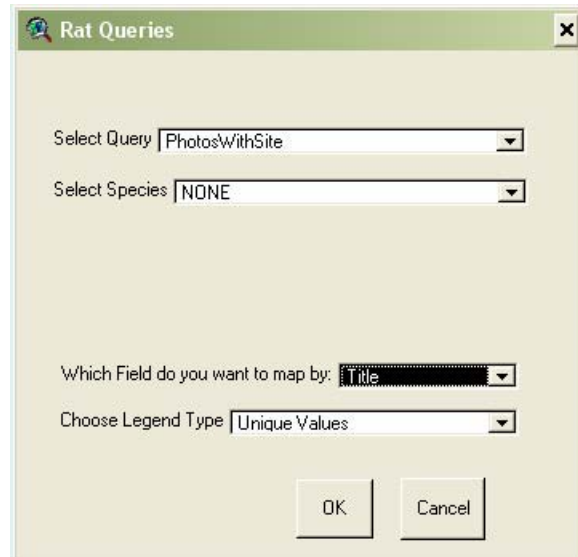 Rat Queries
Select Query PhotosWithSite
Select Species NONE
Which Field do you want to map by: Title
Choose Legend Type Unique Values
OK Cancel